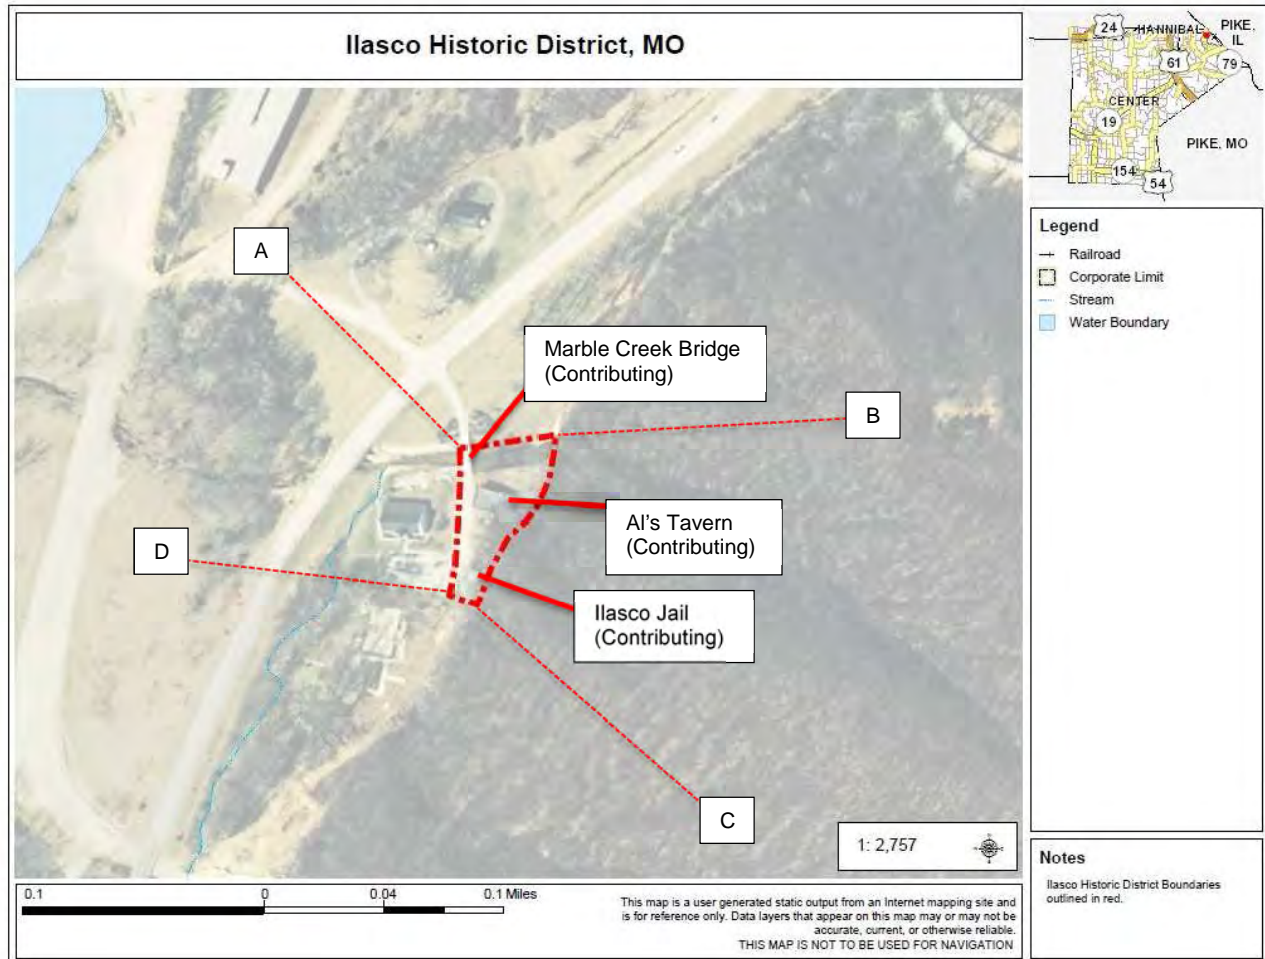 Ilasco Historic District, MO
24
HANNIBAL
PIKE,
IL
61
79
CENTER
19
PIKE, MO
154
54
A
Marble Creek Bridge
(Contributing)
B
Al's Tavern
(Contributing)
D
Ilasco Jail
(Contributing)
C
1: 2,757
Legend
Railroad
Corporate Limit
Stream
Water Boundary
Notes
Ilasco Historic District Boundaries
outlined in red.
0.1 0 0.04 0.1 Miles
This map is a user generated static output from an Internet mapping site and
is for reference only. Data layers that appear on this map may or may not be
accurate, current, or otherwise reliable.
THIS MAP IS NOT TO BE USED FOR NAVIGATION